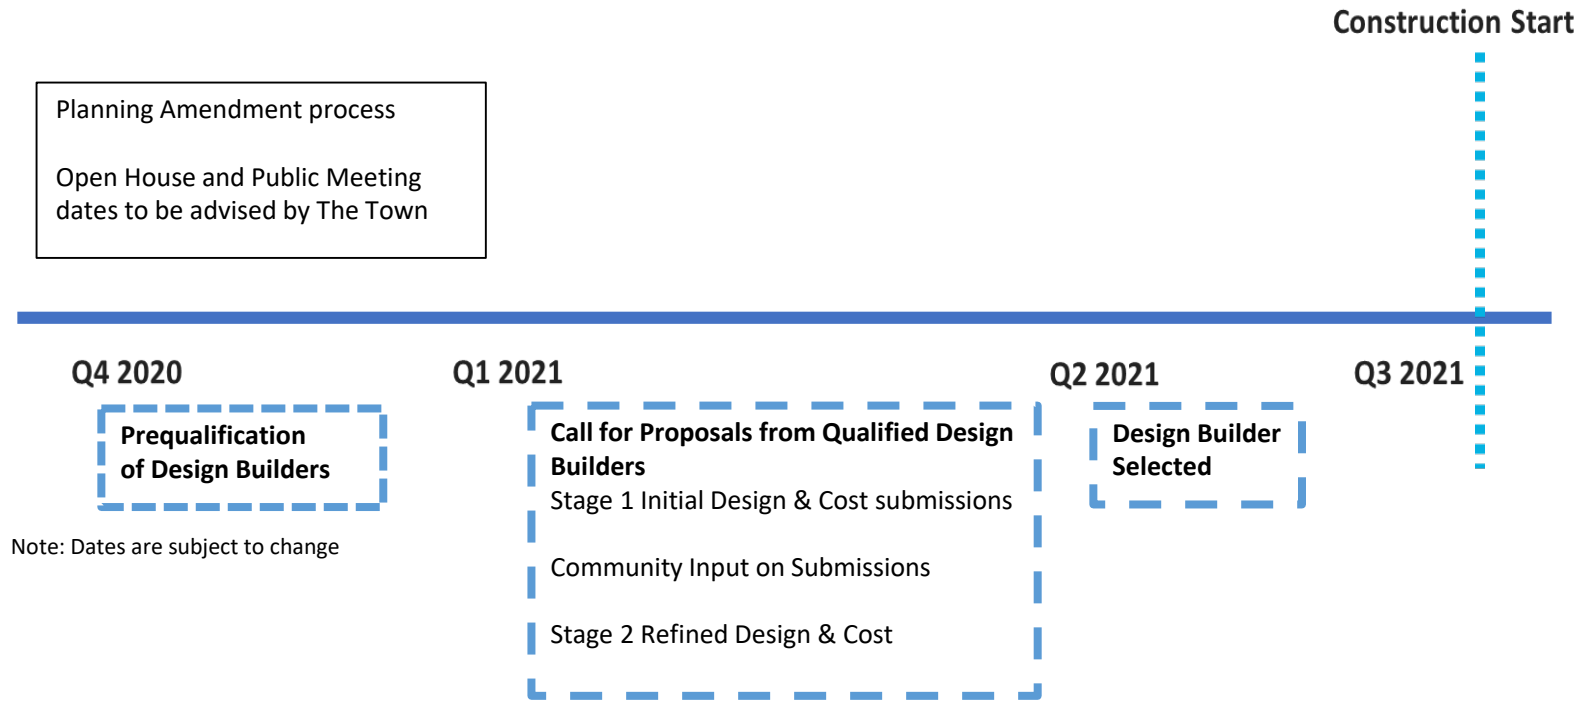 Construction Start
Planning Amendment process
Open House and Public Meeting
dates to be advised by The Town
Q4 2020
Q1 2021
Q2 2021
Q3 2021
Prequalification
of Design Builders
Call for Proposals from Qualified Design
Builders
Stage 1 Initial Design & Cost submissions
Community Input on Submissions
Stage 2 Refined Design & Cost
Design Builder
Selected
Note: Dates are subject to change